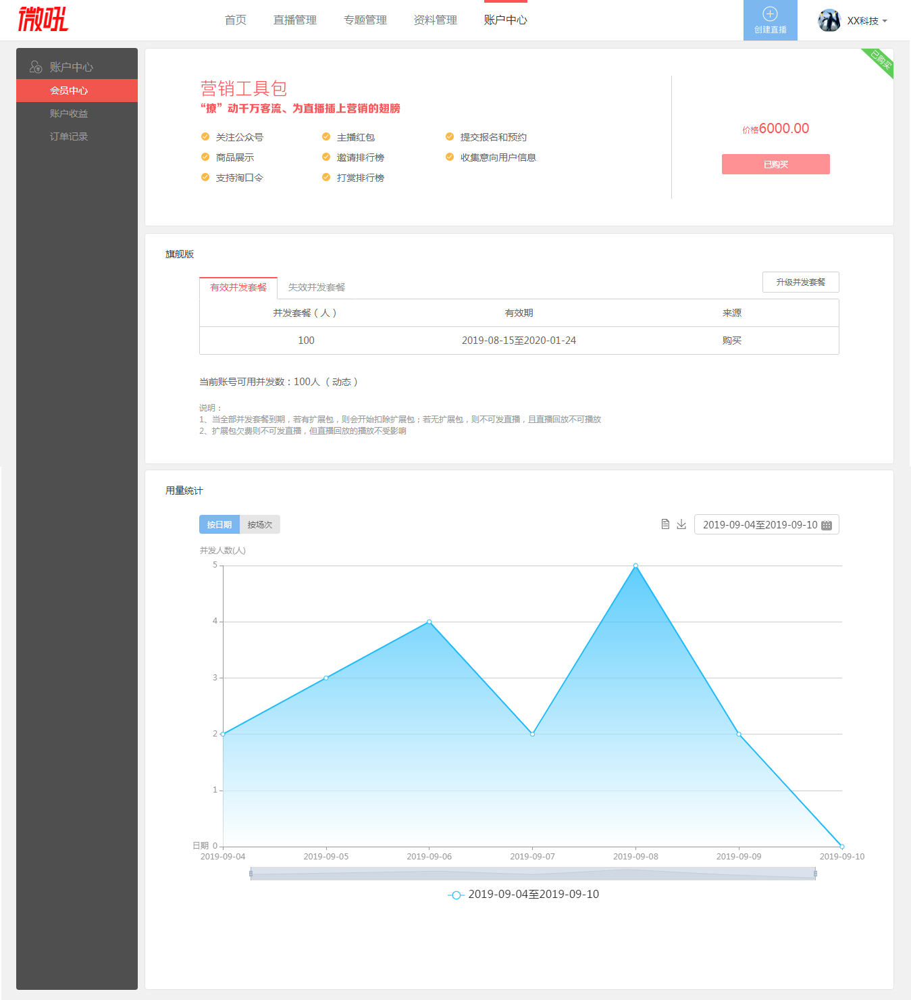 微吼
首页 直播管理 专题管理 资料管理 账户中心
创建直播
XX科技
账户中心
会员中心
账户收益
订单记录
已购买
营销工具包
“撩”动千万客流、为直播插上营销的翅膀
关注公众号 主播红包 提交报名和预约
商品展示 邀请排行榜 收集意向用户信息
支持淘口令 打赏排行榜
价格6000.00
已购买
旗舰版
有效并发套餐 失效并发套餐
升级并发套餐
并发套餐（人） 有效期 来源
100 2019-08-15至2020-01-24 购买
当前账号可用并发数：100人 （动态）
说明：
1、当全部并发套餐到期，若有扩展包，则会开始扣除扩展包；若无扩展包，则不可发直播，且直播回放不可播放
2、扩展包欠费则不可发直播，但直播回放的播放不受影响
用量统计
按日期 按场次
2019-09-04至2019-09-10
并发人数(人)
5
4
3
2
1
日期 0
2019-09-04 2019-09-05 2019-09-06 2019-09-07 2019-09-08 2019-09-09 2019-09-10
2019-09-04至2019-09-10